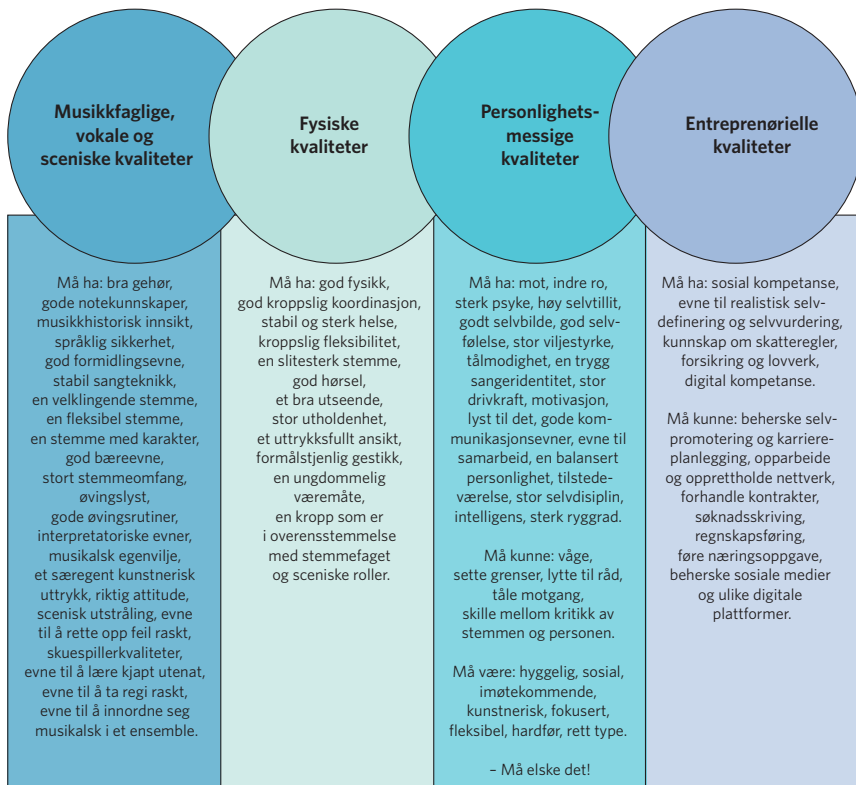 Musikkfaglige,
vokale og
sceniske kvaliteter
Må ha: bra gehør,
gode notekunnskaper,
musikkhistorisk innsikt,
språklig sikkerhet,
god formidlingsevne,
stabil sangteknikk,
en velklingende stemme,
en fleksibel stemme,
en stemme med karakter,
god bæreevne,
stort stemmeomfang,
øvingslyst,
gode øvingsrutiner,
interpretatoriske evner,
musikalsk egenvilje,
et særegent kunstnerisk
uttrykk, riktig attitude,
scenisk utstråling, evne
til å rette opp feil raskt,
skuespillerkvaliteter,
evne til å lære kjapt utenat,
evne til å ta regi raskt,
evne til å innordne seg
musikalsk i et ensemble.
Fysiske
kvaliteter
Må ha: god fysikk,
god kroppslig koordinasjon,
stabil og sterk helse,
kroppslig fleksibilitet,
en slitesterk stemme,
god hørsel,
et bra utseende,
stor utholdenhet,
et uttrykksfullt ansikt,
formålstjenlig gestikk,
en ungdommelig
væremåte,
en kropp som er
i overensstemmelse
med stemmefaget
og sceniske roller.
Personlighets-
messige
kvaliteter
Må ha: mot, indre ro,
sterk psyke, høy selvtillit,
godt selvbilde, god selv-
følelse, stor viljestyrke,
tålmodighet, en trygg
sangeridentitet, stor
drivkraft, motivasjon,
lyst til det, gode kom-
munikasjonsevner, evne til
samarbeid, en balansert
personlighet, tilstede-
værelse, stor selvdisiplin,
intelligens, sterk ryggrad.
Må kunne: våge,
sette grenser, lytte til råd,
tåle motgang,
skille mellom kritikk av
stemmen og personen.
Må være: hyggelig, sosial,
imøtekommende,
kunstnerisk, fokusert,
fleksibel, hardfør, rett type.
– Må elske det!
Entreprenørielle
kvaliteter
Må ha: sosial kompetanse,
evne til realistisk selv-
definering og selvvurdering,
kunnskap om skatteregler,
forsikring og lovverk,
digital kompetanse.
Må kunne: beherske selv-
promotering og karriere-
planlegging, opparbeide
og opprettholde nettverk,
forhandle kontrakter,
søknadsskriving,
regnskapsføring,
føre næringsoppgave,
beherske sosiale medier
og ulike digitale
plattformer.